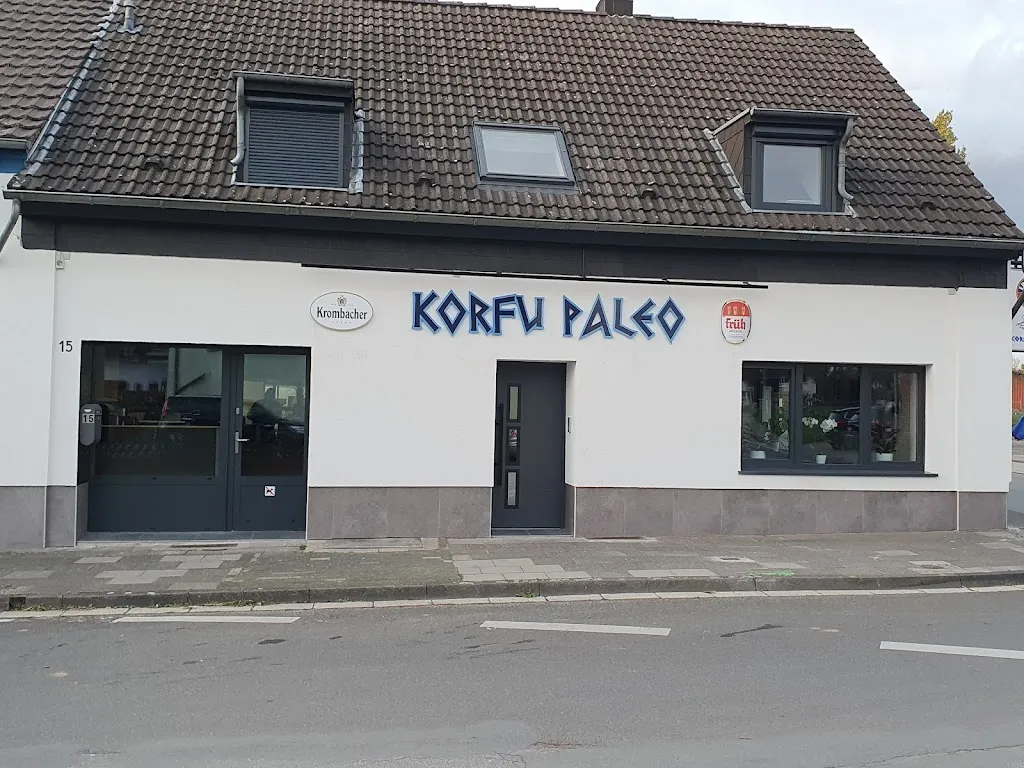 Krombacher
KORFU PALEO
früh
15
15